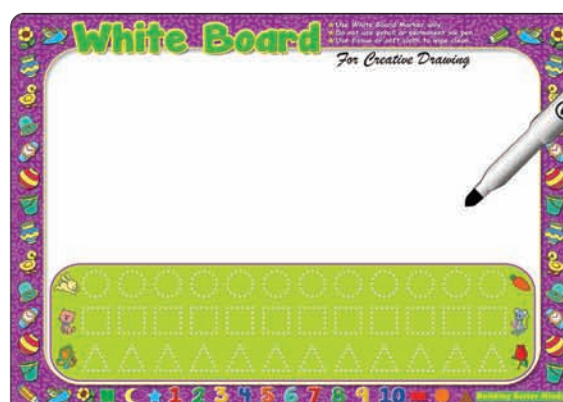 White Board
★ Use White Board Marker only.
★ Do not use pencil or permanent ink pen.
★ Use tissue or soft cloth to wipe clean.
For Creative Drawing
1 2 3 4 5 6 7 8 9 10
Building Better Minds